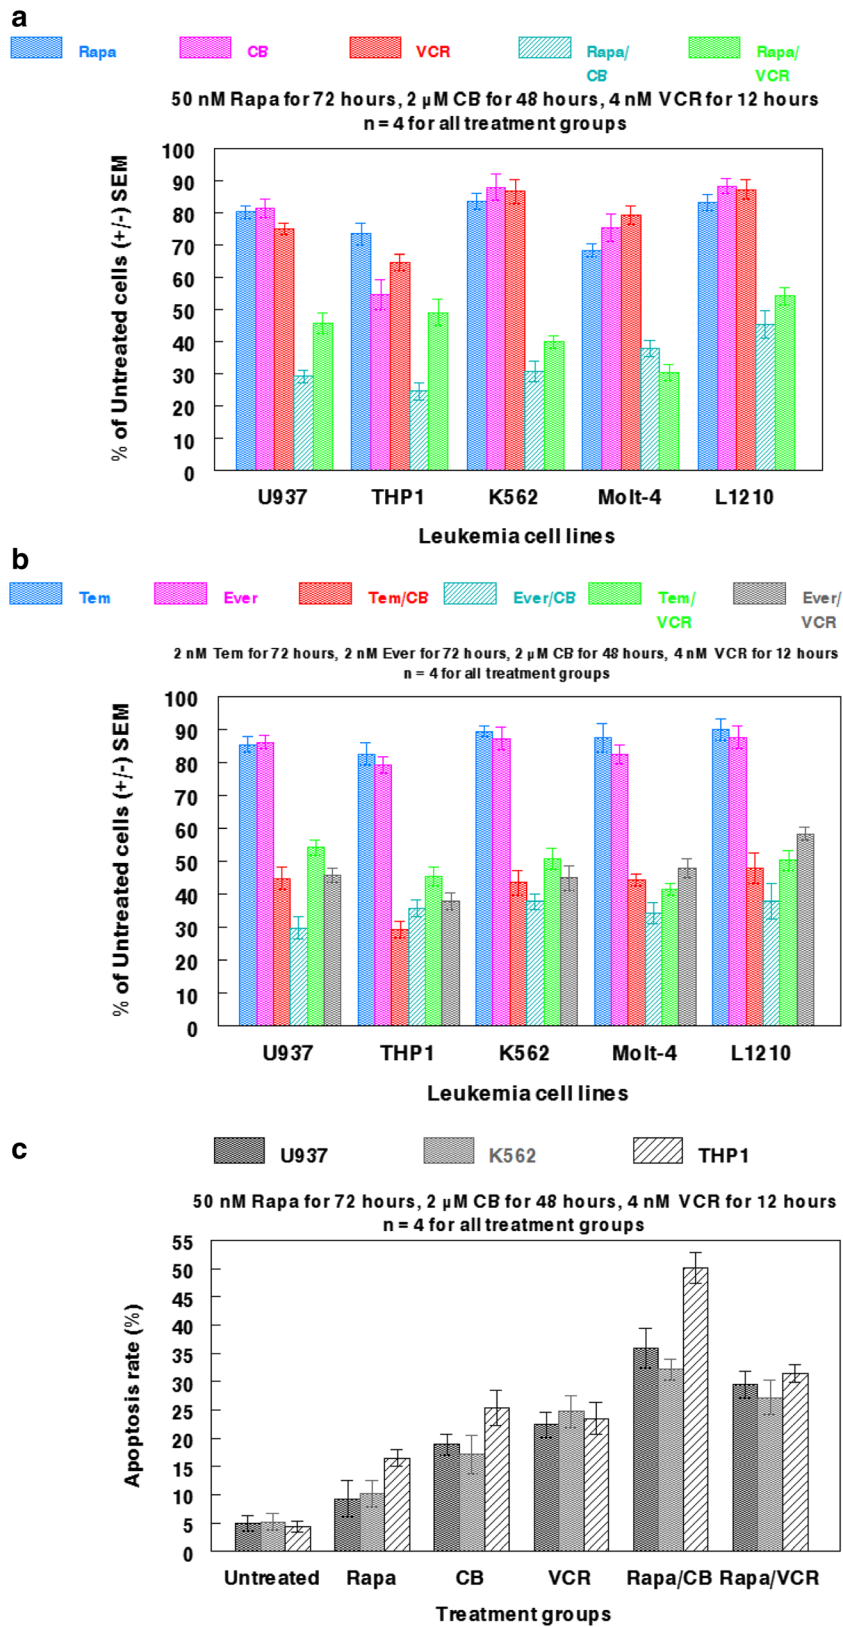 a
Rapa CB VCR Rapa/ Rapa/
CB VCR
50 nM Rapa for 72 hours, 2 µM CB for 48 hours, 4 nM VCR for 12 hours
n = 4 for all treatment groups
% of Untreated cells (+/-) SEM
100
90
80
70
60
50
40
30
20
10
0
U937 THP1 K562 Molt-4 L1210
Leukemia cell lines
b
Tem Ever Tem/CB Ever/CB Tem/ Ever/
VCR VCR
2 nM Tem for 72 hours, 2 nM Ever for 72 hours, 2 µM CB for 48 hours, 4 nM VCR for 12 hours
n = 4 for all treatment groups
% of Untreated cells (+/-) SEM
100
90
80
70
60
50
40
30
20
10
0
U937 THP1 K562 Molt-4 L1210
Leukemia cell lines
c
U937 K562 THP1
50 nM Rapa for 72 hours, 2 µM CB for 48 hours, 4 nM VCR for 12 hours
n = 4 for all treatment groups
Apoptosis rate (%)
55
50
45
40
35
30
25
20
15
10
5
0
Untreated Rapa CB VCR Rapa/CB Rapa/VCR
Treatment groups